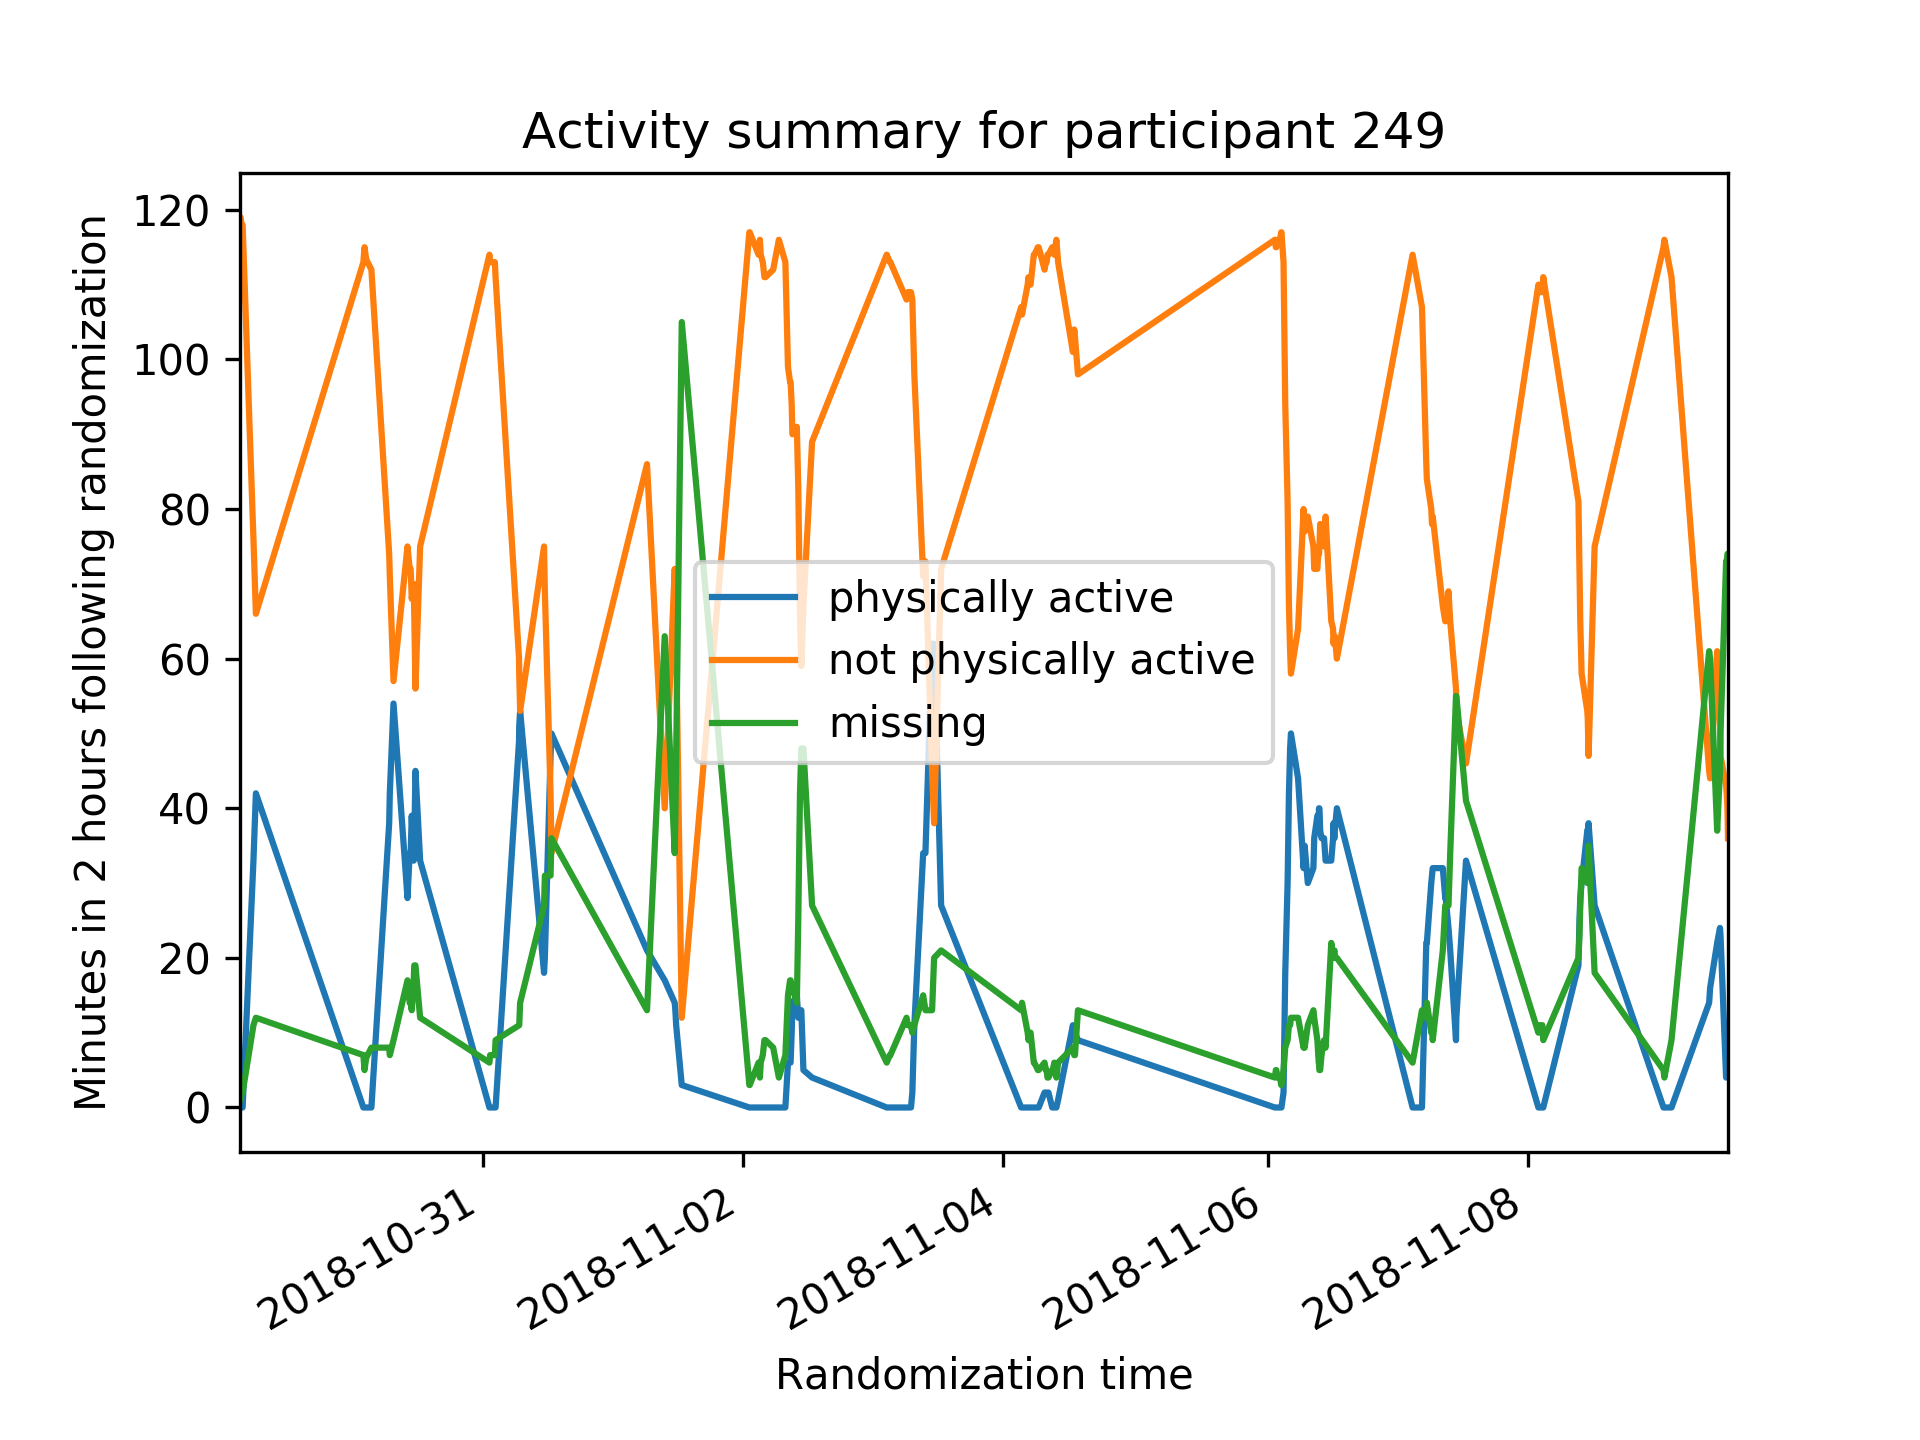 Activity summary for participant 249
Minutes in 2 hours following randomization
120
100
80
60
40
20
0
physically active
not physically active
missing
2018-10-31
2018-11-02
2018-11-04
2018-11-06
2018-11-08
Randomization time